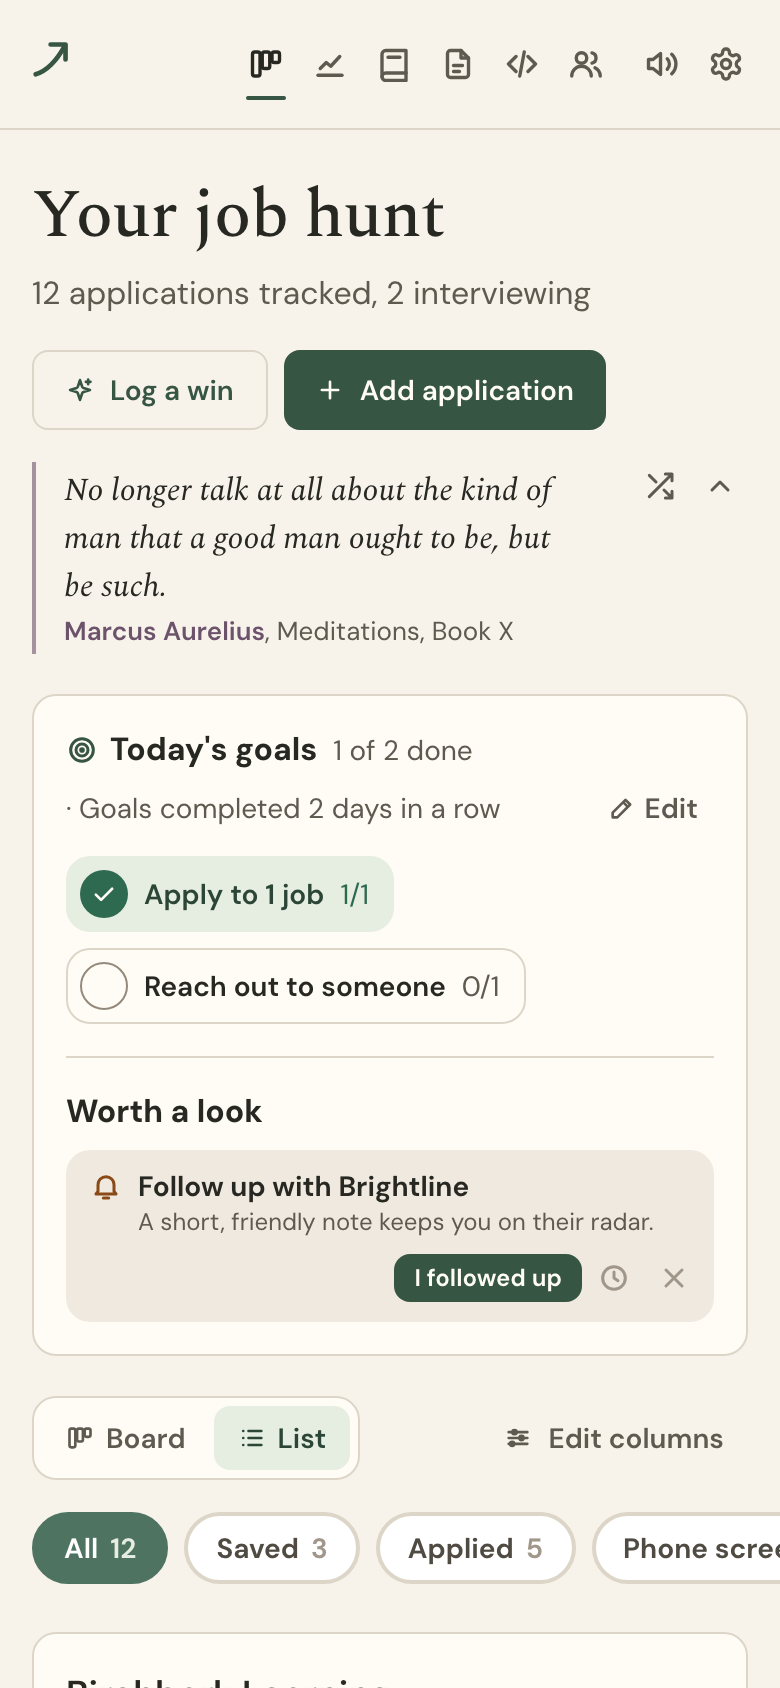 Your job hunt
12 applications tracked, 2 interviewing
Log a win
Add application
No longer talk at all about the kind of
man that a good man ought to be, but
be such.
Marcus Aurelius, Meditations, Book X
Today's goals 1 of 2 done
· Goals completed 2 days in a row
Edit
Apply to 1 job 1/1
Reach out to someone 0/1
Worth a look
Follow up with Brightline
A short, friendly note keeps you on their radar.
I followed up
Board
List
Edit columns
All 12
Saved 3
Applied 5
Phone scree